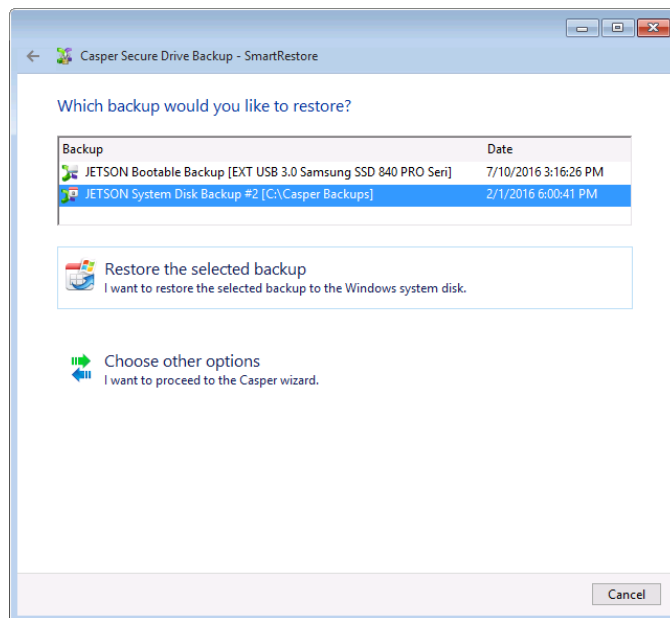 Casper Secure Drive Backup - SmartRestore
Which backup would you like to restore?
Backup Date
JETSON Bootable Backup [EXT USB 3.0 Samsung SSD 840 PRO Seri] 7/10/2016 3:16:26 PM
JETSON System Disk Backup #2 [C:\Casper Backups] 2/1/2016 6:00:41 PM
Restore the selected backup
I want to restore the selected backup to the Windows system disk.
Choose other options
I want to proceed to the Casper wizard.
Cancel